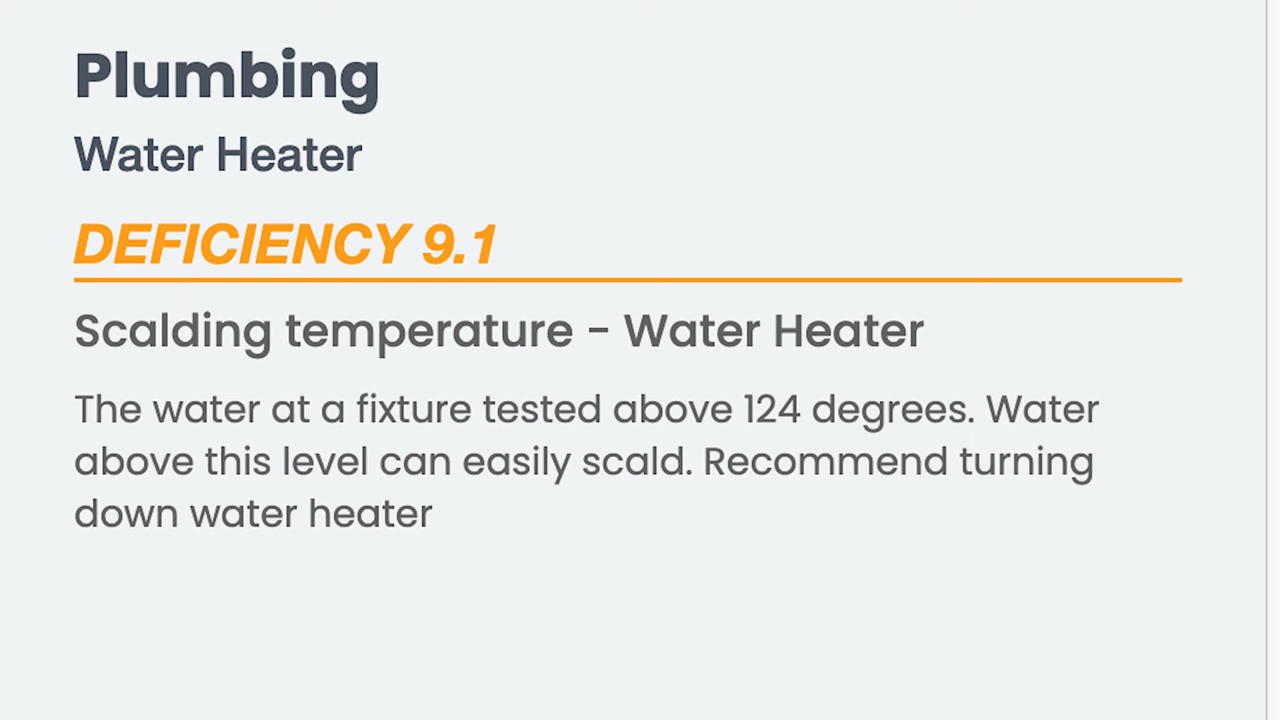 Plumbing
Water Heater
DEFICIENCY 9.1
Scalding temperature - Water Heater
The water at a fixture tested above 124 degrees. Water
above this level can easily scald. Recommend turning
down water heater